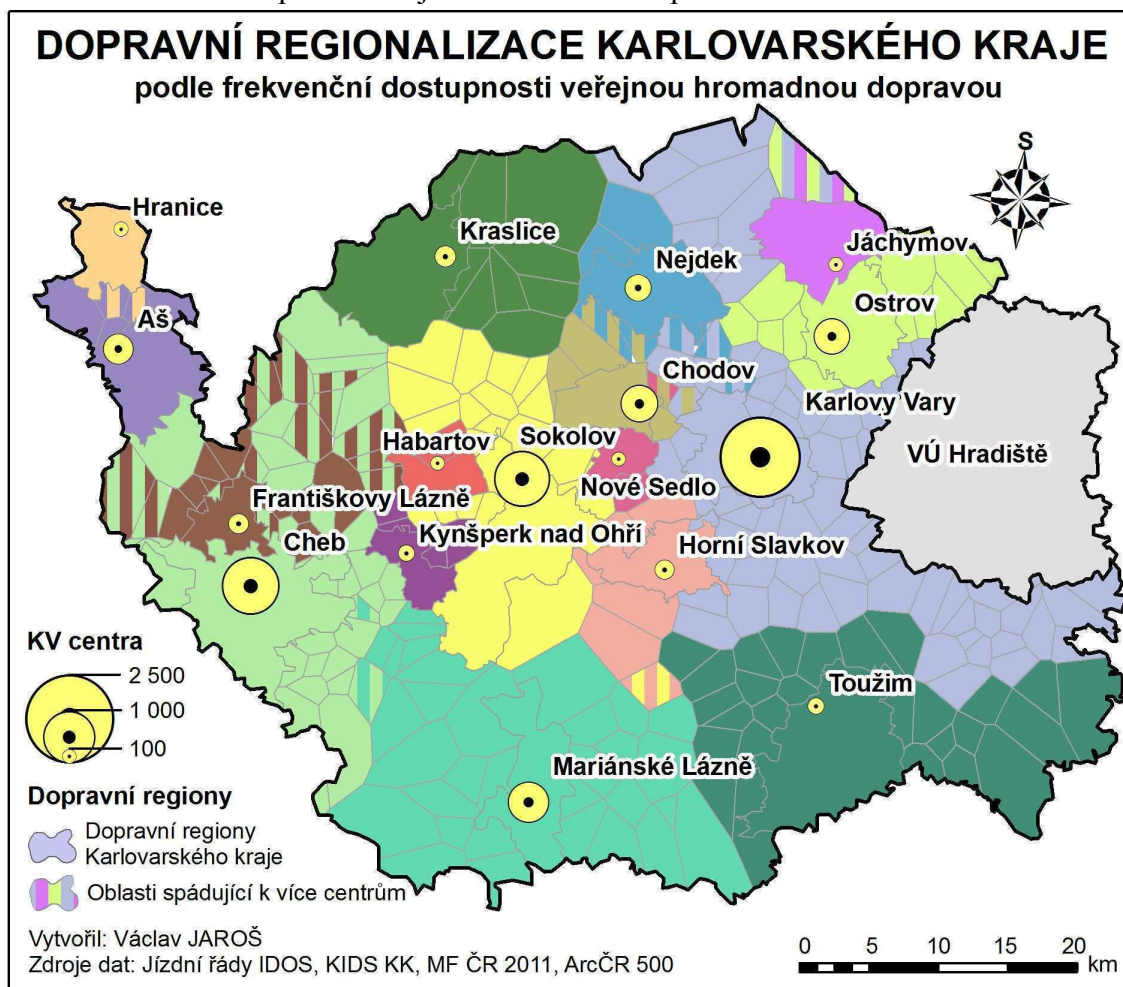 DOPRAVNÍ REGIONALIZACE KARLOVARSKÉHO KRAJE
podle frekvenční dostupnosti veřejnou hromadnou dopravou
S
Hranice
Kraslice
Nejdek
Jáchymov
Aš
Ostrov
Chodov
Karlovy Vary
Habartov
Sokolov
VÚ Hradiště
Františkovy Lázně
Nové Sedlo
Cheb
Kynšperk nad Ohří
Horní Slavkov
KV centra
2 500
1 000
100
Toužim
Mariánské Lázně
Dopravní regiony
Dopravní regiony
Karlovarského kraje
Oblasti spádující k více centrům
Vytvořil: Václav JAROŠ
Zdroje dat: Jízdní řády IDOS, KIDS KK, MF ČR 2011, ArcČR 500
0 5 10 15 20
km